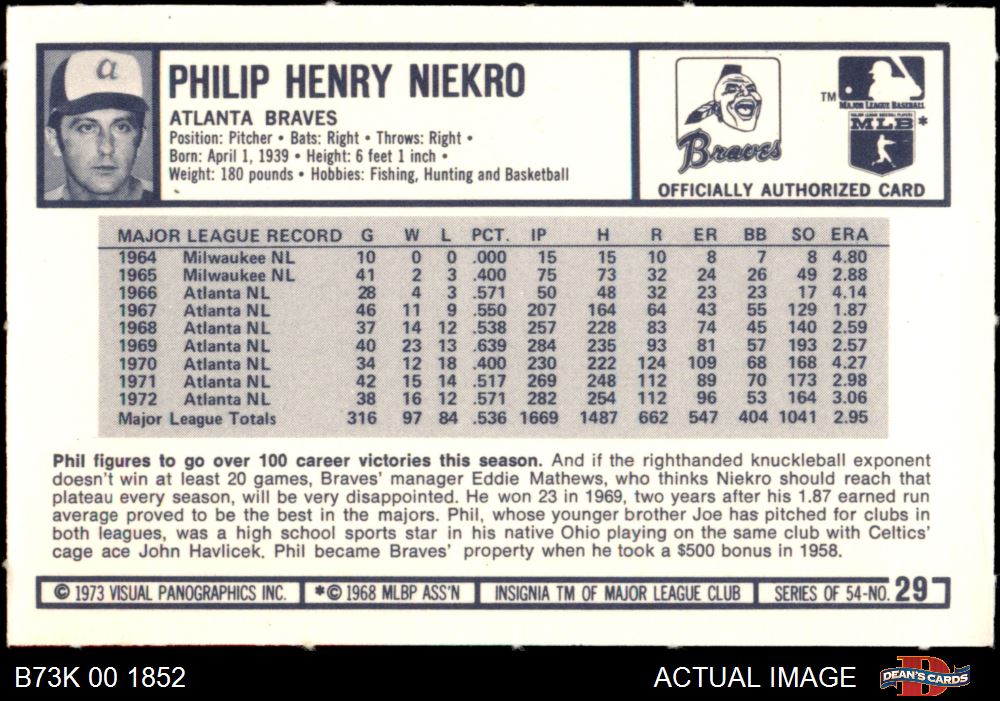 a
PHILIP HENRY NIEKRO
ATLANTA BRAVES
Position: Pitcher • Bats: Right • Throws: Right •
Born: April 1, 1939 • Height: 6 feet 1 inch •
Weight: 180 pounds • Hobbies: Fishing, Hunting and Basketball
Braves
TM MAJOR LEAGUE BASEBALL
MAJOR LEAGUE BASEBALL PLAYERS
MLB *
OFFICIALLY AUTHORIZED CARD
MAJOR LEAGUE RECORD G W L PCT. IP H R ER BB SO ERA
1964 Milwaukee NL 10 0 0 .000 15 15 10 8 7 8 4.80
1965 Milwaukee NL 41 2 3 .400 75 73 32 24 26 49 2.88
1966 Atlanta NL 28 4 3 .571 50 48 32 23 23 17 4.14
1967 Atlanta NL 46 11 9 .550 207 164 64 43 55 129 1.87
1968 Atlanta NL 37 14 12 .538 257 228 83 74 45 140 2.59
1969 Atlanta NL 40 23 13 .639 284 235 93 81 57 193 2.57
1970 Atlanta NL 34 12 18 .400 230 222 124 109 68 168 4.27
1971 Atlanta NL 42 15 14 .517 269 248 112 89 70 173 2.98
1972 Atlanta NL 38 16 12 .571 282 254 112 96 53 164 3.06
Major League Totals 316 97 84 .536 1669 1487 662 547 404 1041 2.95
Phil figures to go over 100 career victories this season. And if the righthanded knuckleball exponent
doesn't win at least 20 games, Braves' manager Eddie Mathews, who thinks Niekro should reach that
plateau every season, will be very disappointed. He won 23 in 1969, two years after his 1.87 earned run
average proved to be the best in the majors. Phil, whose younger brother Joe has pitched for clubs in
both leagues, was a high school sports star in his native Ohio playing on the same club with Celtics'
cage ace John Havlicek. Phil became Braves' property when he took a $500 bonus in 1958.
© 1973 VISUAL PANOGRAPHICS INC. *© 1968 MLBP ASS'N INSIGNIA TM OF MAJOR LEAGUE CLUB SERIES OF 54-NO. 29
B73K 00 1852 ACTUAL IMAGE D DEAN'S CARDS